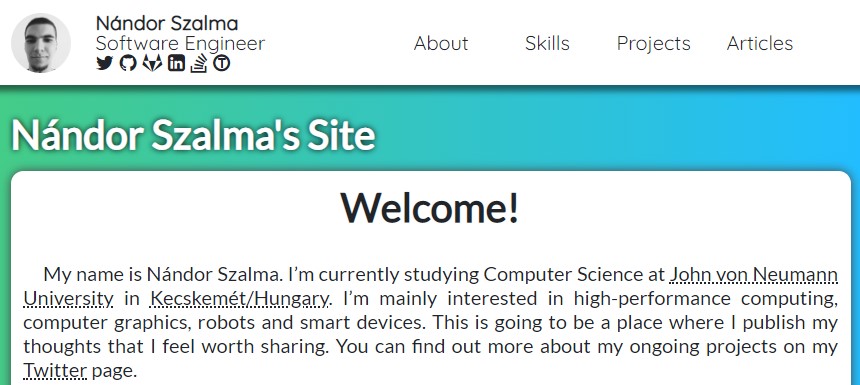 Nándor Szalma
Software Engineer
About Skills Projects Articles
Nándor Szalma's Site
Welcome!
My name is Nándor Szalma. I’m currently studying Computer Science at John von Neumann
University in Kecskemét/Hungary. I’m mainly interested in high-performance computing,
computer graphics, robots and smart devices. This is going to be a place where I publish my
thoughts that I feel worth sharing. You can find out more about my ongoing projects on my
Twitter page.